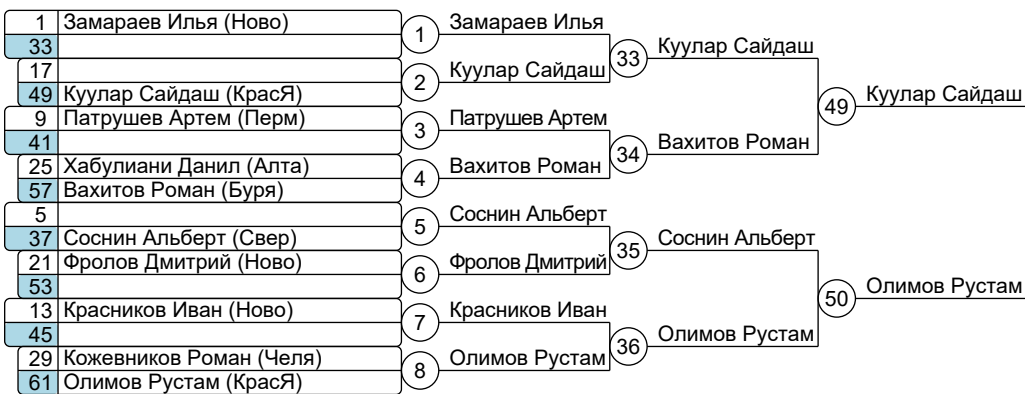 1 Замараев Илья (Ново)
33
17
49 Куулар Сайдаш (КрасЯ)
9 Патрушев Артем (Перм)
41
25 Хабулиани Данил (Алта)
57 Вахитов Роман (Буря)
5
37 Соснин Альберт (Свер)
21 Фролов Дмитрий (Ново)
53
13 Красников Иван (Ново)
45
29 Кожевников Роман (Челя)
61 Олимов Рустам (КрасЯ)
1 Замараев Илья
2 Куулар Сайдаш
3 Патрушев Артем
4 Вахитов Роман
5 Соснин Альберт
6 Фролов Дмитрий
7 Красников Иван
8 Олимов Рустам
33 Куулар Сайдаш
34 Вахитов Роман
35 Соснин Альберт
36 Олимов Рустам
49 Куулар Сайдаш
50 Олимов Рустам